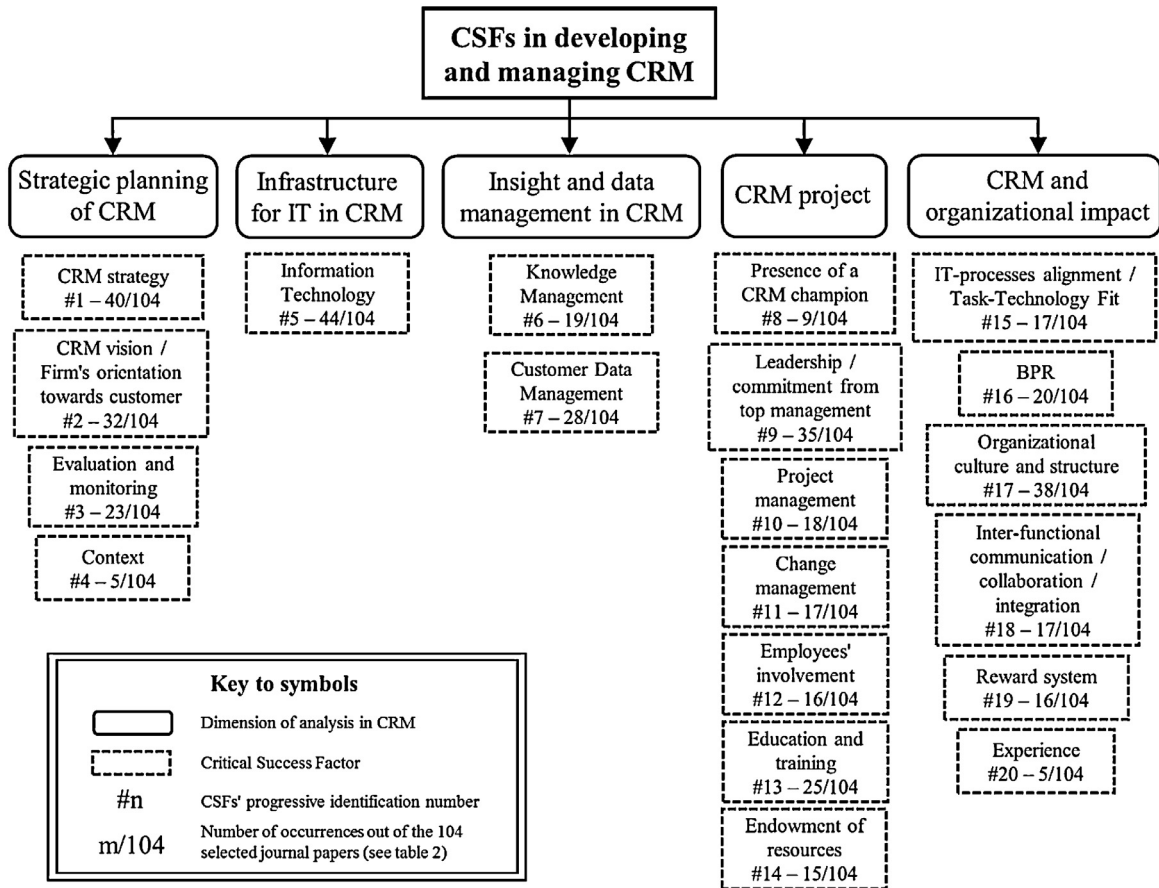 CSFs in developing
and managing CRM
Strategic planning
of CRM
CRM strategy
#1 – 40/104
CRM vision /
Firm's orientation
towards customer
#2 – 32/104
Evaluation and
monitoring
#3 – 23/104
Context
#4 – 5/104
Infrastructure
for IT in CRM
Information
Technology
#5 – 44/104
Insight and data
management in CRM
Knowledge
Management
#6 – 19/104
Customer Data
Management
#7 – 28/104
CRM project
Presence of a
CRM champion
#8 – 9/104
Leadership /
commitment from
top management
#9 – 35/104
Project
management
#10 – 18/104
Change
management
#11 – 17/104
Employees'
involvement
#12 – 16/104
Education and
training
#13 – 25/104
Endowment of
resources
#14 – 15/104
CRM and
organizational impact
IT-processes alignment /
Task-Technology Fit
#15 – 17/104
BPR
#16 – 20/104
Organizational
culture and structure
#17 – 38/104
Inter-functional
communication /
collaboration /
integration
#18 – 17/104
Reward system
#19 – 16/104
Experience
#20 – 5/104
Key to symbols
Dimension of analysis in CRM
Critical Success Factor
#n
CSFs' progressive identification number
m/104
Number of occurrences out of the 104
selected journal papers (see table 2)